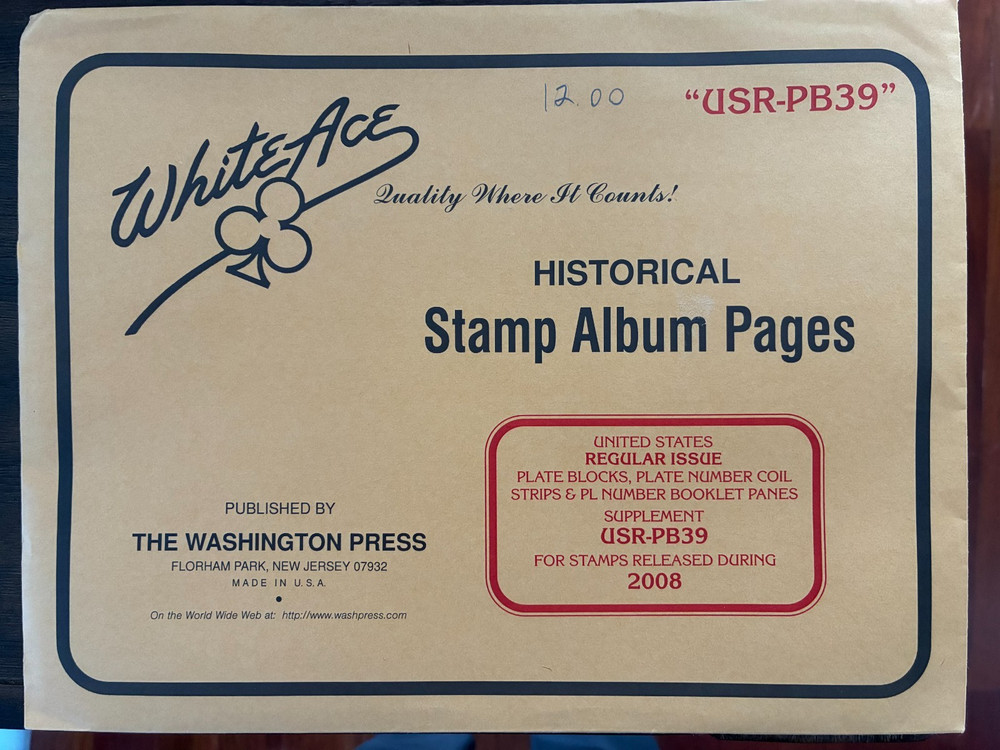 12.00
"USR-PB39"
White Ace
Quality Where It Counts!
HISTORICAL
Stamp Album Pages
UNITED STATES
REGULAR ISSUE
PLATE BLOCKS, PLATE NUMBER COIL
STRIPS & PL NUMBER BOOKLET PANES
SUPPLEMENT
USR-PB39
FOR STAMPS RELEASED DURING
2008
PUBLISHED BY
THE WASHINGTON PRESS
FLORHAM PARK, NEW JERSEY 07932
MADE IN U.S.A.
On the World Wide Web at: http://www.washpress.com